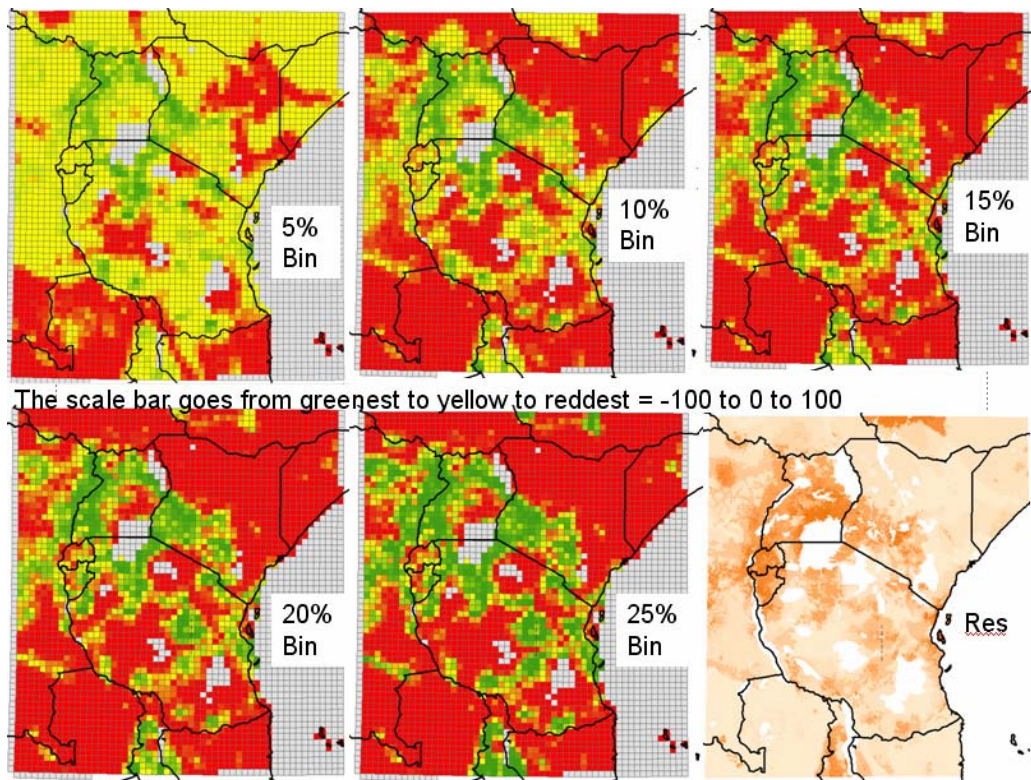 5%
Bin
10%
Bin
15%
Bin
The scale bar goes from greenest to yellow to reddest = -100 to 0 to 100
20%
Bin
25%
Bin
Res